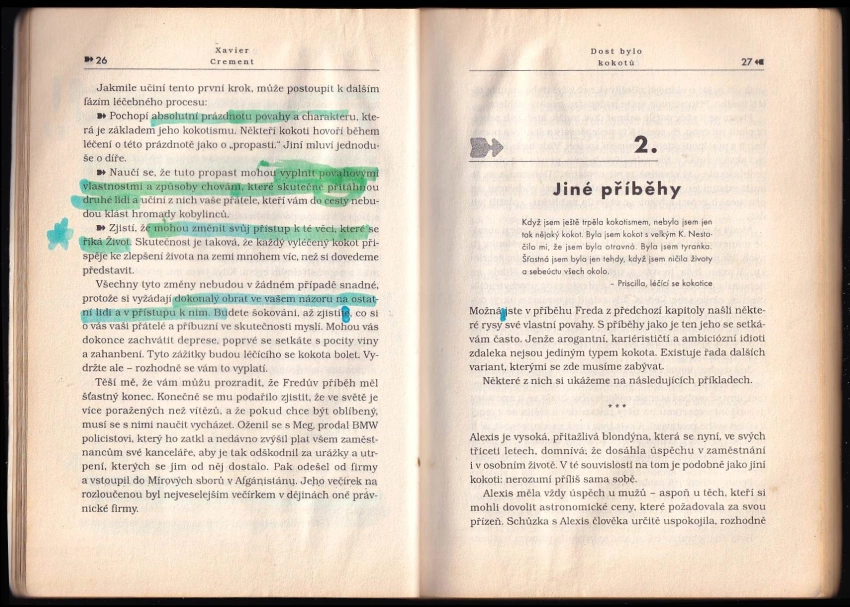 26
Xavier
Crement
Jakmile učiní tento první krok, může postoupit k dalším
fázím léčebného procesu:
Pochopí absolutní prázdnotu povahy a charakteru, kte-
rá je základem jeho kokotismu. Někteří kokoti hovoří během
léčení o této prázdnotě jako o „propasti.“ Jiní mluví jednodu-
še o díře.
Naučí se, že tuto propast mohou vyplnit povahovými
vlastnostmi a způsoby chování, které skutečně přitáhnou
druhé lidi a učiní z nich vaše přátele, kteří vám do cesty nebu-
dou klást hromady kobylinců.
Zjistí, že mohou změnit svůj přístup k té věci, které se
říká Život. Skutečnost je taková, že každý vyléčený kokot při-
spěje ke zlepšení života na zemi mnohem víc, než si dovedeme
představit.
Všechny tyto změny nebudou v žádném případě snadné,
protože si vyžádají dokonalý obrat ve vašem názoru na ostat-
ní lidi a v přístupu k nim. Budete šokováni, až zjistíte, co si
o vás vaši přátelé a příbuzní ve skutečnosti myslí. Mohou vás
dokonce zachvátit deprese, poprvé se setkáte s pocity viny
a zahanbení. Tyto zážitky budou léčícího se kokota bolet. Vy-
držte ale – rozhodně se vám to vyplatí.
Těší mě, že vám můžu prozradit, že Fredův příběh měl
šťastný konec. Konečně se mu podařilo zjistit, že ve světě je
více poražených než vítězů, a že pokud chce být oblíbený,
musí se s nimi naučit vycházet. Oženil se s Meg, prodal BMW
policistovi, který ho zatkl a nedávno zvýšil plat všem zaměst-
nancům své kanceláře, aby je tak odškodnil za urážky a utr-
pení, kterých se jim od něj dostalo. Pak odešel od firmy
a vstoupil do Mírových sborů v Afgánistánu. Jeho večírek na
rozloučenou byl nejveselejším večírkem v dějinách oné práv-
nické firmy.
Dost bylo
kokotů
27
2.
Jiné příběhy
Když jsem ještě trpěla kokotismem, nebyla jsem jen
tak nějaký kokot. Byla jsem kokot s velkým K. Nesta-
čilo mi, že jsem byla otravná. Byla jsem tyranka.
Šťastná jsem byla jen tehdy, když jsem ničila životy
a sebeúctu všech okolo.
– Priscilla, léčící se kokotice
Možná jste v příběhu Freda z předchozí kapitoly našli někte-
ré rysy své vlastní povahy. S příběhy jako je ten jeho se setká-
vám často. Jenže arogantní, kariérističtí a ambiciózní idioti
zdaleka nejsou jediným typem kokota. Existuje řada dalších
variant, kterými se zde musíme zabývat.
Některé z nich si ukážeme na následujících příkladech.
***
Alexis je vysoká, přitažlivá blondýna, která se nyní, ve svých
třiceti letech, domnívá, že dosáhla úspěchu v zaměstnání
i v osobním životě. V té souvislosti na tom je podobně jako jiní
kokoti: nerozumí příliš sama sobě.
Alexis měla vždy úspěch u mužů – aspoň u těch, kteří si
mohli dovolit astronomické ceny, které požadovala za svou
přízeň. Schůzka s Alexis člověka určitě uspokojila, rozhodně